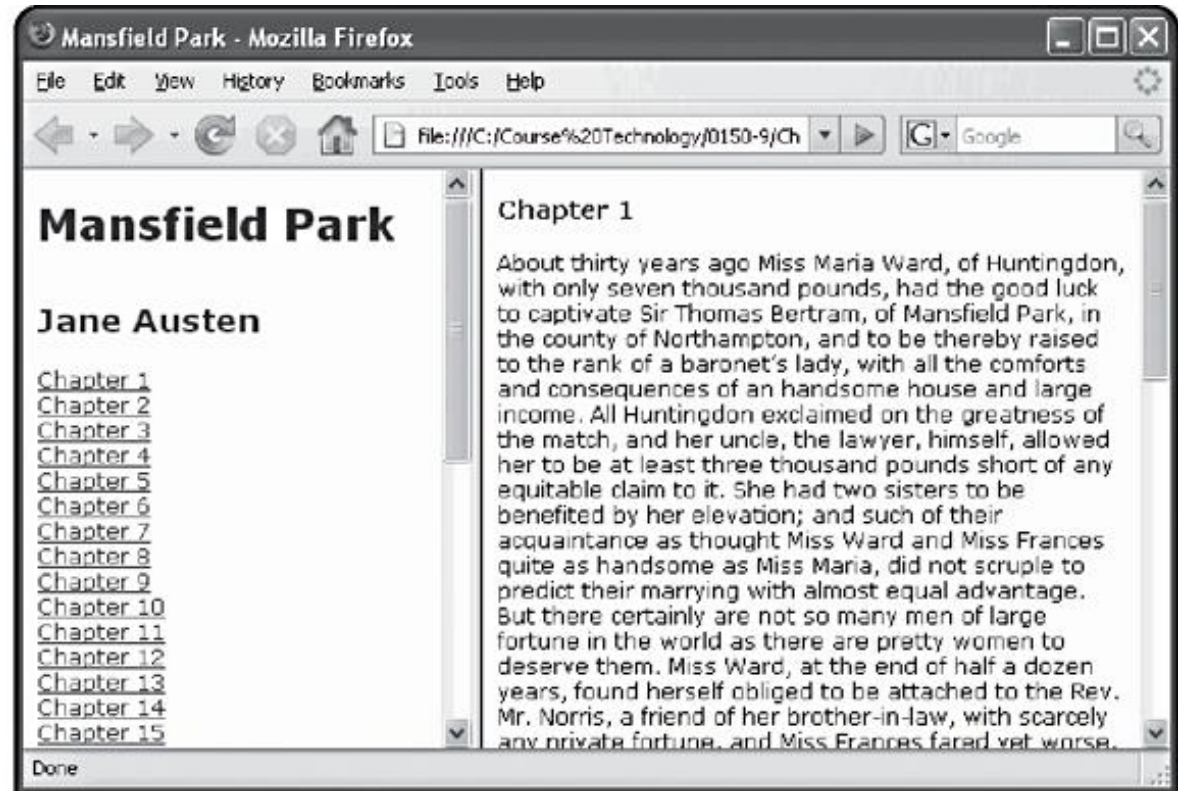 Mansfield Park - Mozilla Firefox
File Edit View History Bookmarks Tools Help
file:///C:/Course%20Technology/0150-9/Ch
G Google
Mansfield Park
Jane Austen
Chapter 1
Chapter 2
Chapter 3
Chapter 4
Chapter 5
Chapter 6
Chapter 7
Chapter 8
Chapter 9
Chapter 10
Chapter 11
Chapter 12
Chapter 13
Chapter 14
Chapter 15
Chapter 1
About thirty years ago Miss Maria Ward, of Huntingdon,
with only seven thousand pounds, had the good luck
to captivate Sir Thomas Bertram, of Mansfield Park, in
the county of Northampton, and to be thereby raised
to the rank of a baronet's lady, with all the comforts
and consequences of an handsome house and large
income. All Huntingdon exclaimed on the greatness of
the match, and her uncle, the lawyer, himself, allowed
her to be at least three thousand pounds short of any
equitable claim to it. She had two sisters to be
benefited by her elevation; and such of their
acquaintance as thought Miss Ward and Miss Frances
quite as handsome as Miss Maria, did not scruple to
predict their marrying with almost equal advantage.
But there certainly are not so many men of large
fortune in the world as there are pretty women to
deserve them. Miss Ward, at the end of half a dozen
years, found herself obliged to be attached to the Rev.
Mr. Norris, a friend of her brother-in-law, with scarcely
any private fortune, and Miss Frances fared yet worse.
Done